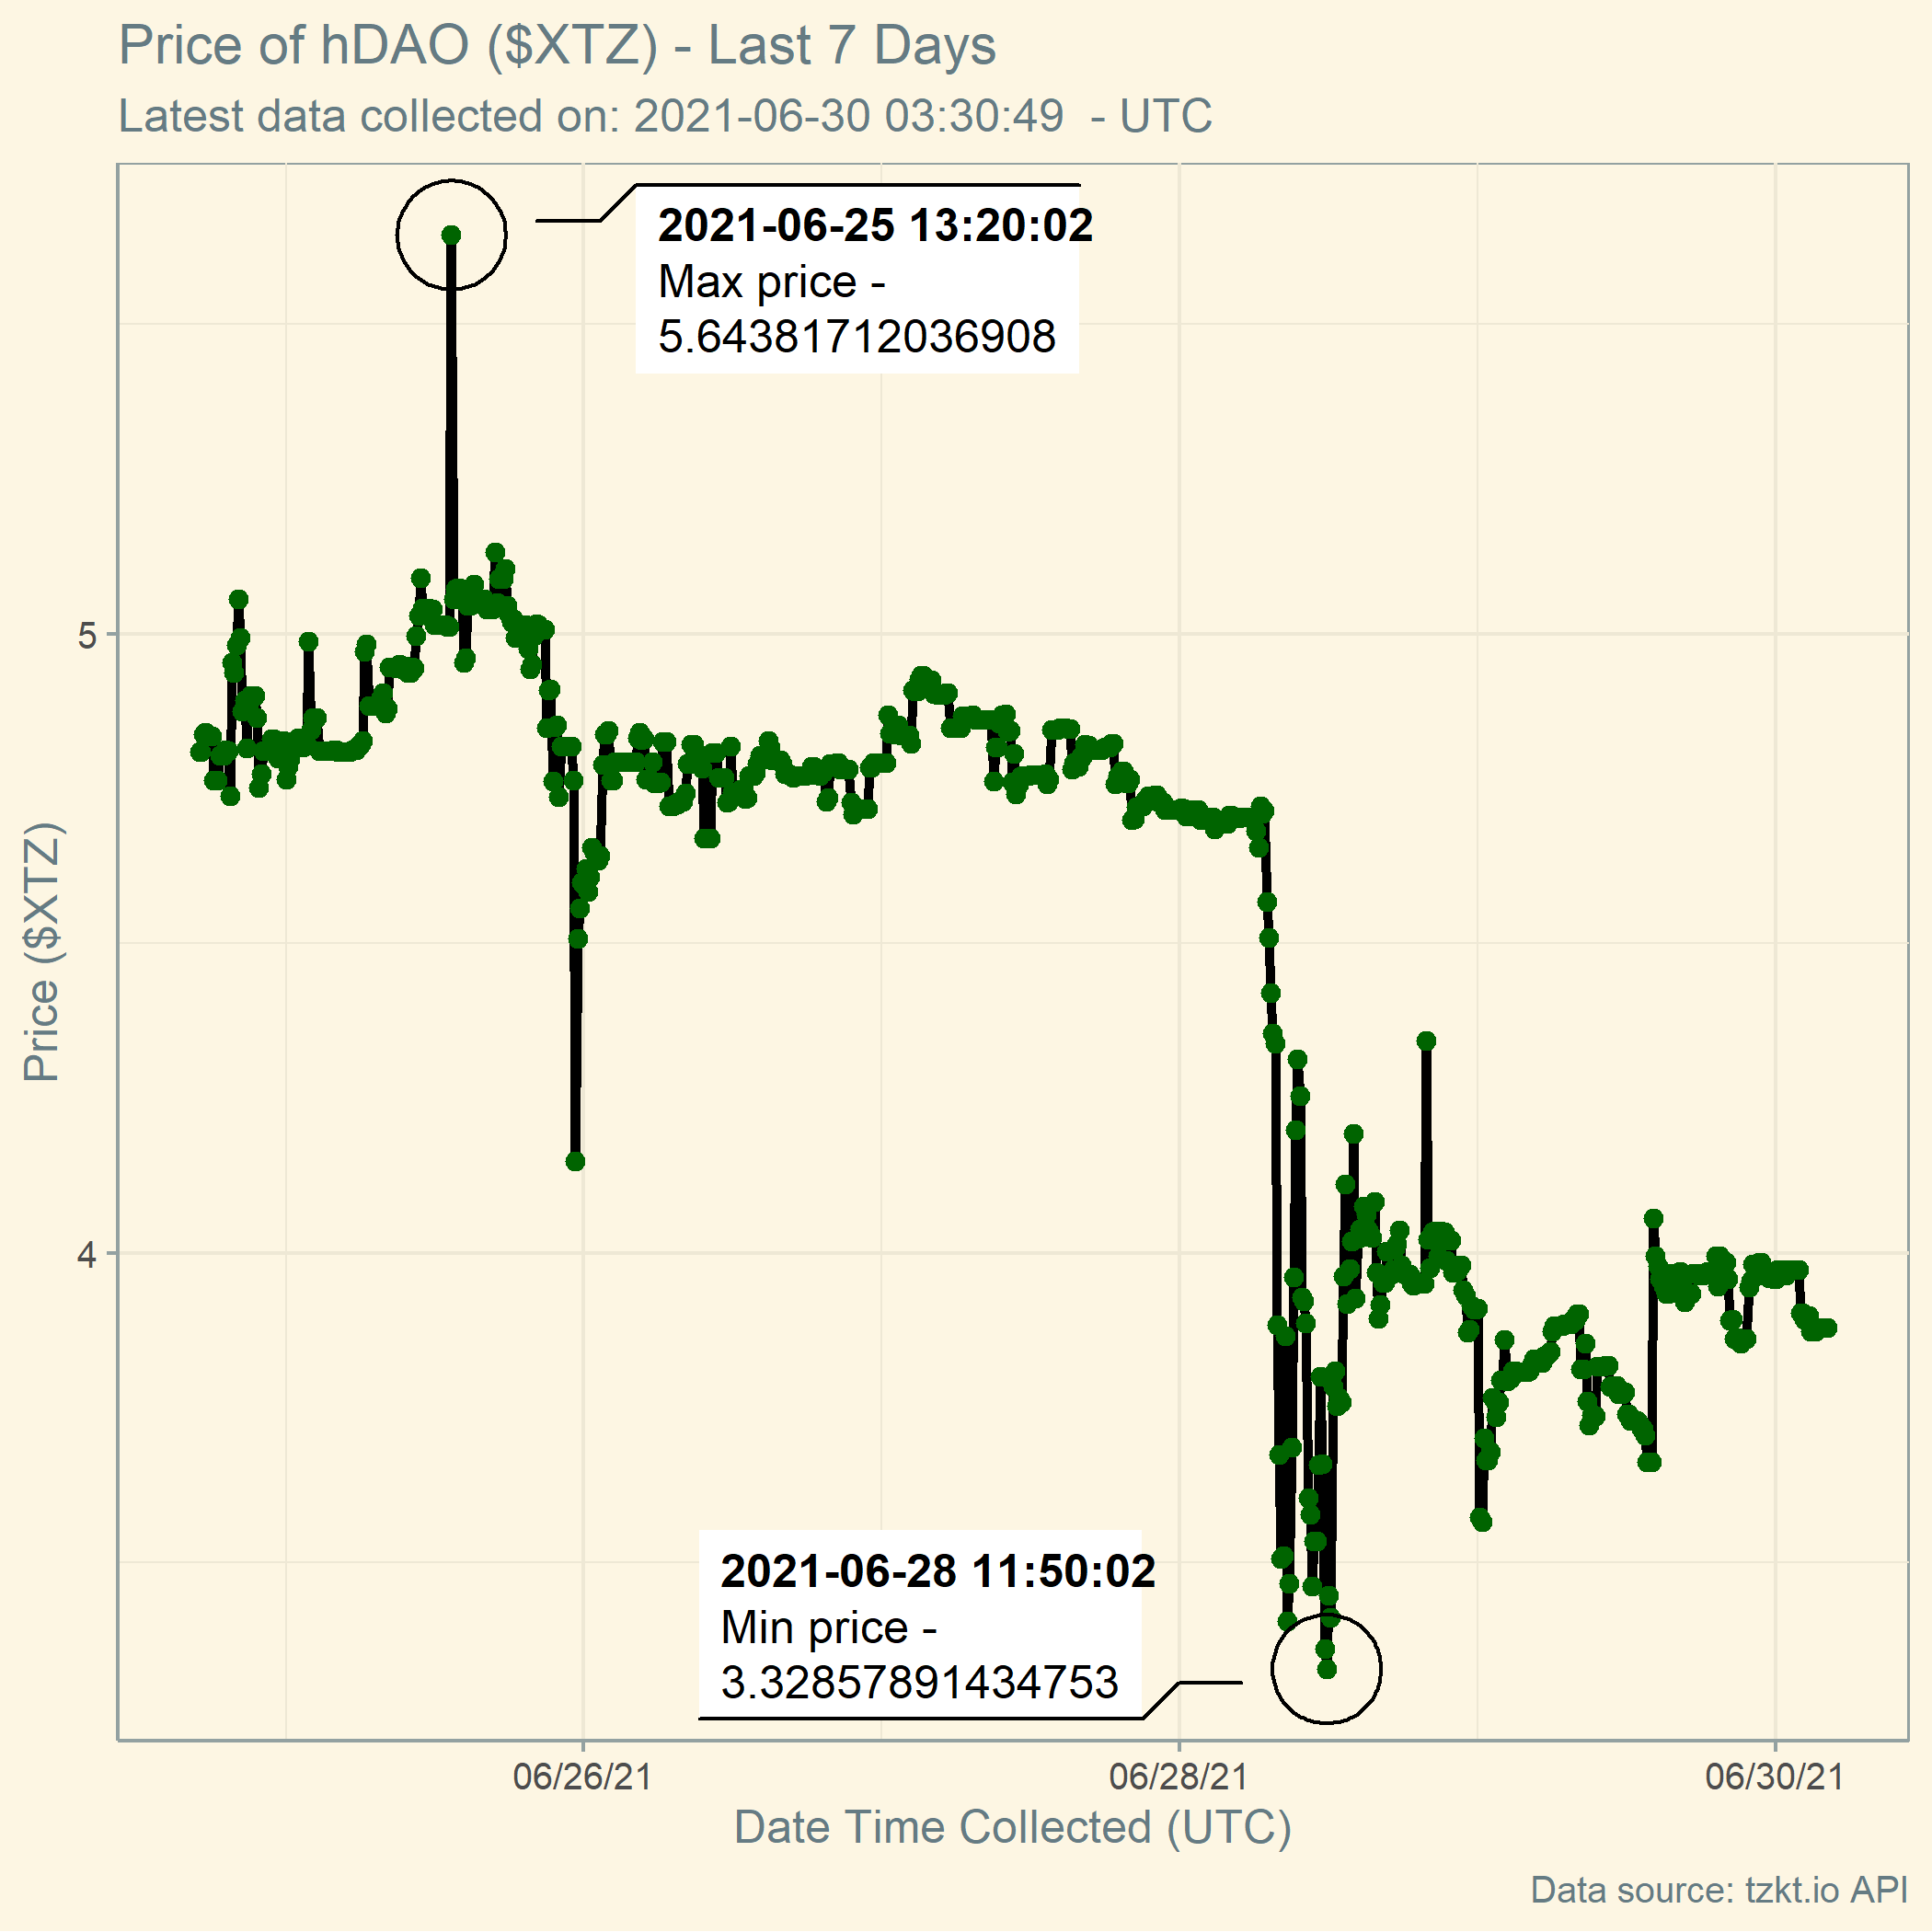 Price of hDAO ($XTZ) - Last 7 Days
Latest data collected on: 2021-06-30 03:30:49  - UTC
2021-06-25 13:20:02
Max price -
5.64381712036908
5
Price ($XTZ)
4
2021-06-28 11:50:02
Min price -
3.32857891434753
06/26/21
06/28/21
06/30/21
Date Time Collected (UTC)
Data source: tzkt.io API